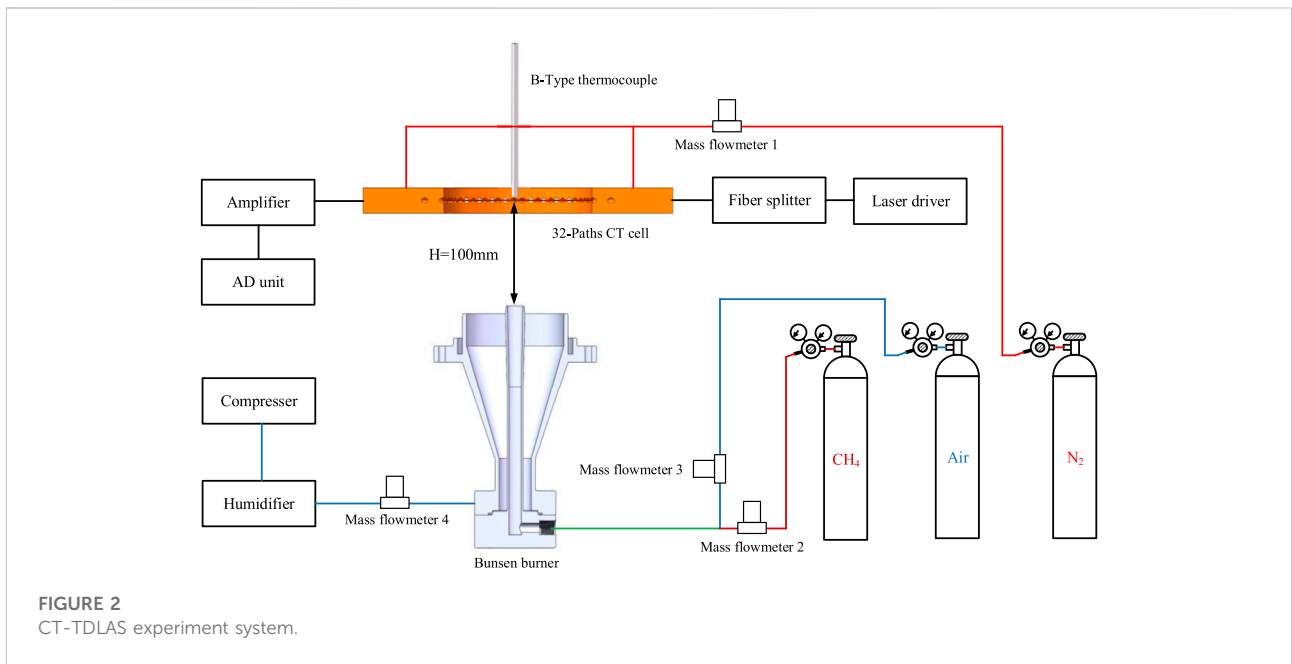 B-Type thermocouple
Mass flowmeter 1
Amplifier
Fiber splitter
Laser driver
32-Paths CT cell
H=100mm
AD unit
Compresser
Mass flowmeter 3
CH₄
Air
N₂
Humidifier
Mass flowmeter 4
Mass flowmeter 2
Bunsen burner
FIGURE 2
CT-TDLAS experiment system.